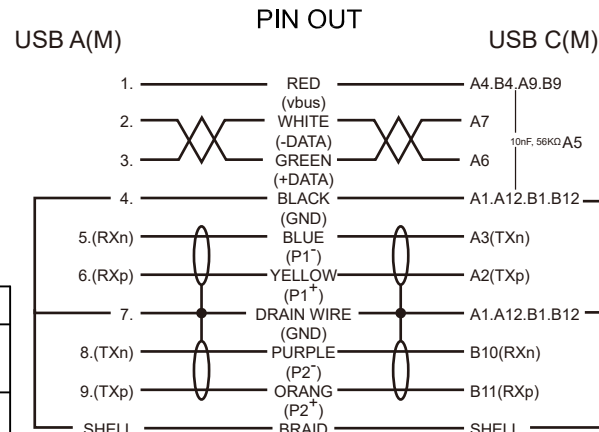 PIN OUT
USB A(M) USB C(M)
1. RED A4.B4.A9.B9
(vbus)
2. WHITE A7
(-DATA) 10nF, 56KΩ A5
3. GREEN A6
(+DATA)
4. BLACK A1.A12.B1.B12
(GND)
5.(RXn) BLUE A3(TXn)
(P1-)
6.(RXp) YELLOW A2(TXp)
(P1+)
7. DRAIN WIRE A1.A12.B1.B12
(GND)
8.(TXn) PURPLE B10(RXn)
(P2-)
9.(TXp) ORANG B11(RXp)
(P2+)
SHELL BRAID SHELL